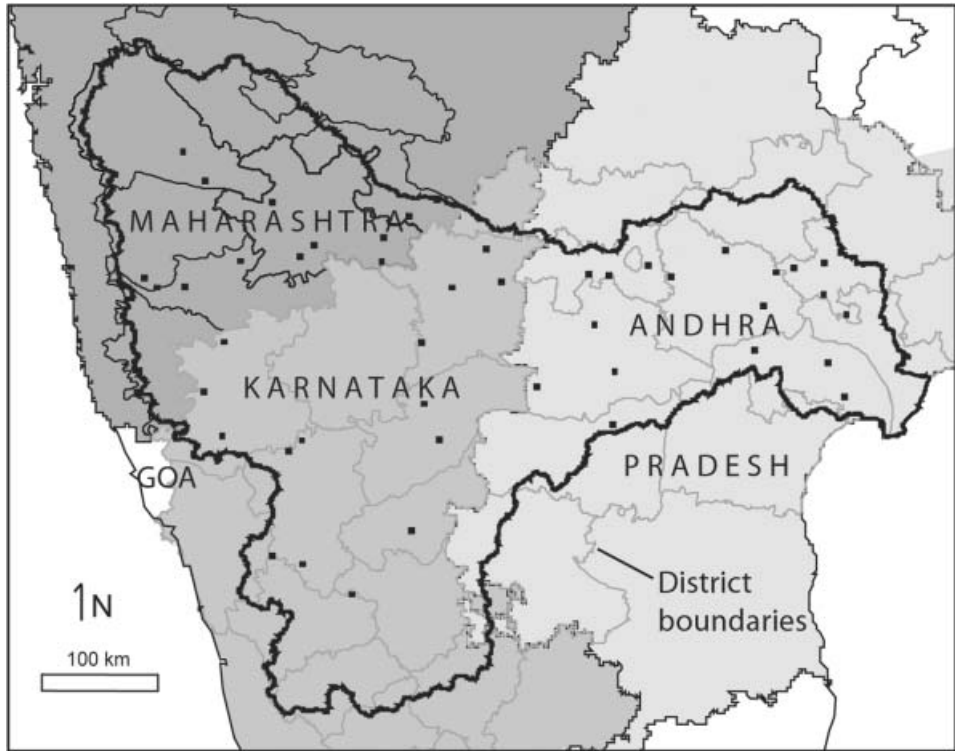 MAHARASHTRA
ANDHRA
KARNATAKA
PRADESH
GOA
District
boundaries
N
100 km